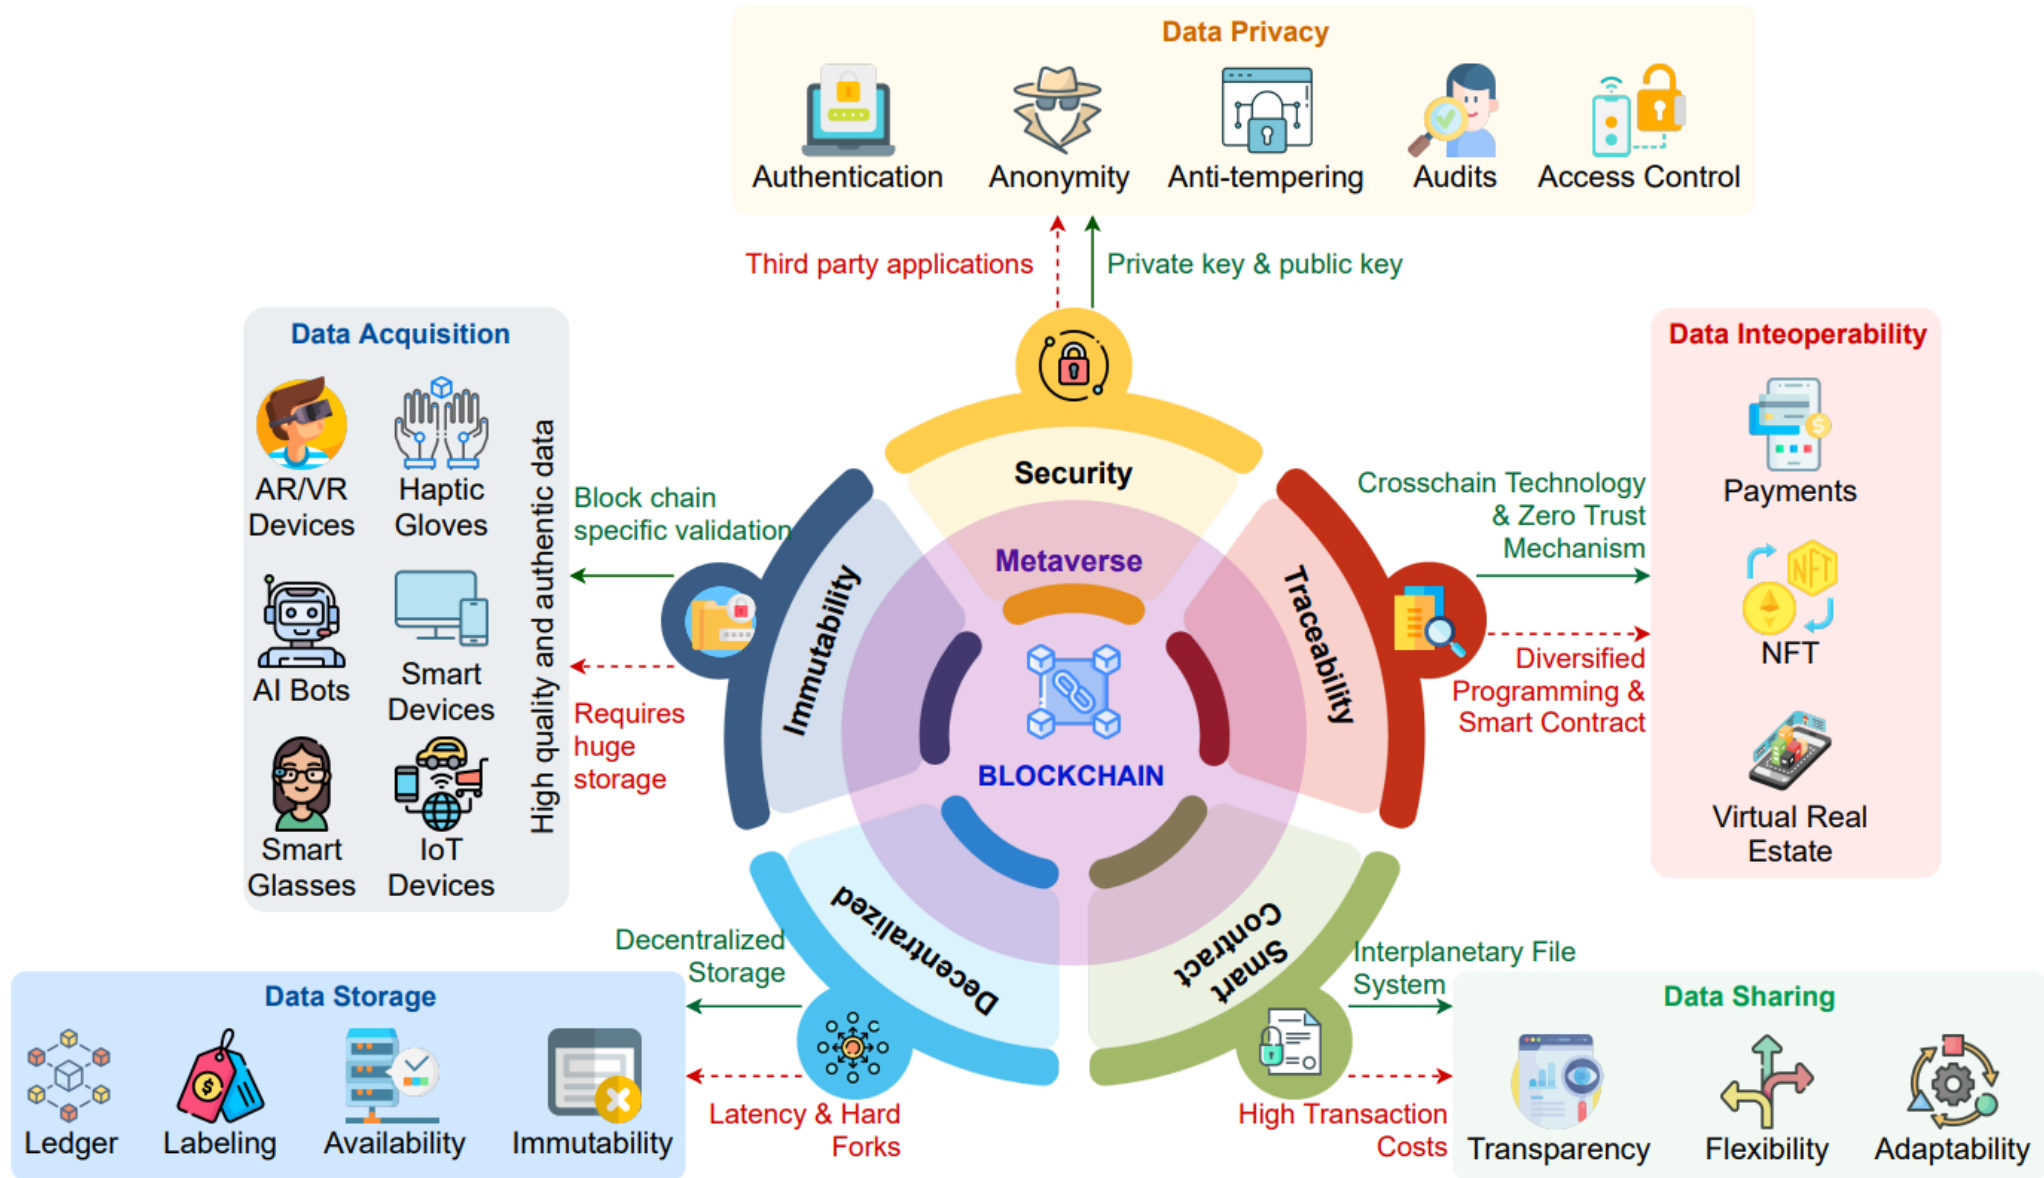 Data Privacy
Authentication
Anonymity
Anti-tempering
Audits
Access Control
Third party applications
Private key & public key
Data Acquisition
AR/VR
Devices
Haptic
Gloves
AI Bots
Smart
Devices
Smart
Glasses
IoT
Devices
High quality and authentic data
Block chain
specific validation
Requires
huge
storage
Security
Metaverse
BLOCKCHAIN
Immutability
Traceability
Decentralized
Smart
Contract
Crosschain Technology
& Zero Trust
Mechanism
Diversified
Programming &
Smart Contract
Data Inteoperability
Payments
NFT
NFT
Virtual Real
Estate
Decentralized
Storage
Latency & Hard
Forks
Data Storage
Ledger
Labeling
Availability
Immutability
Interplanetary File
System
High Transaction
Costs
Data Sharing
Transparency
Flexibility
Adaptability